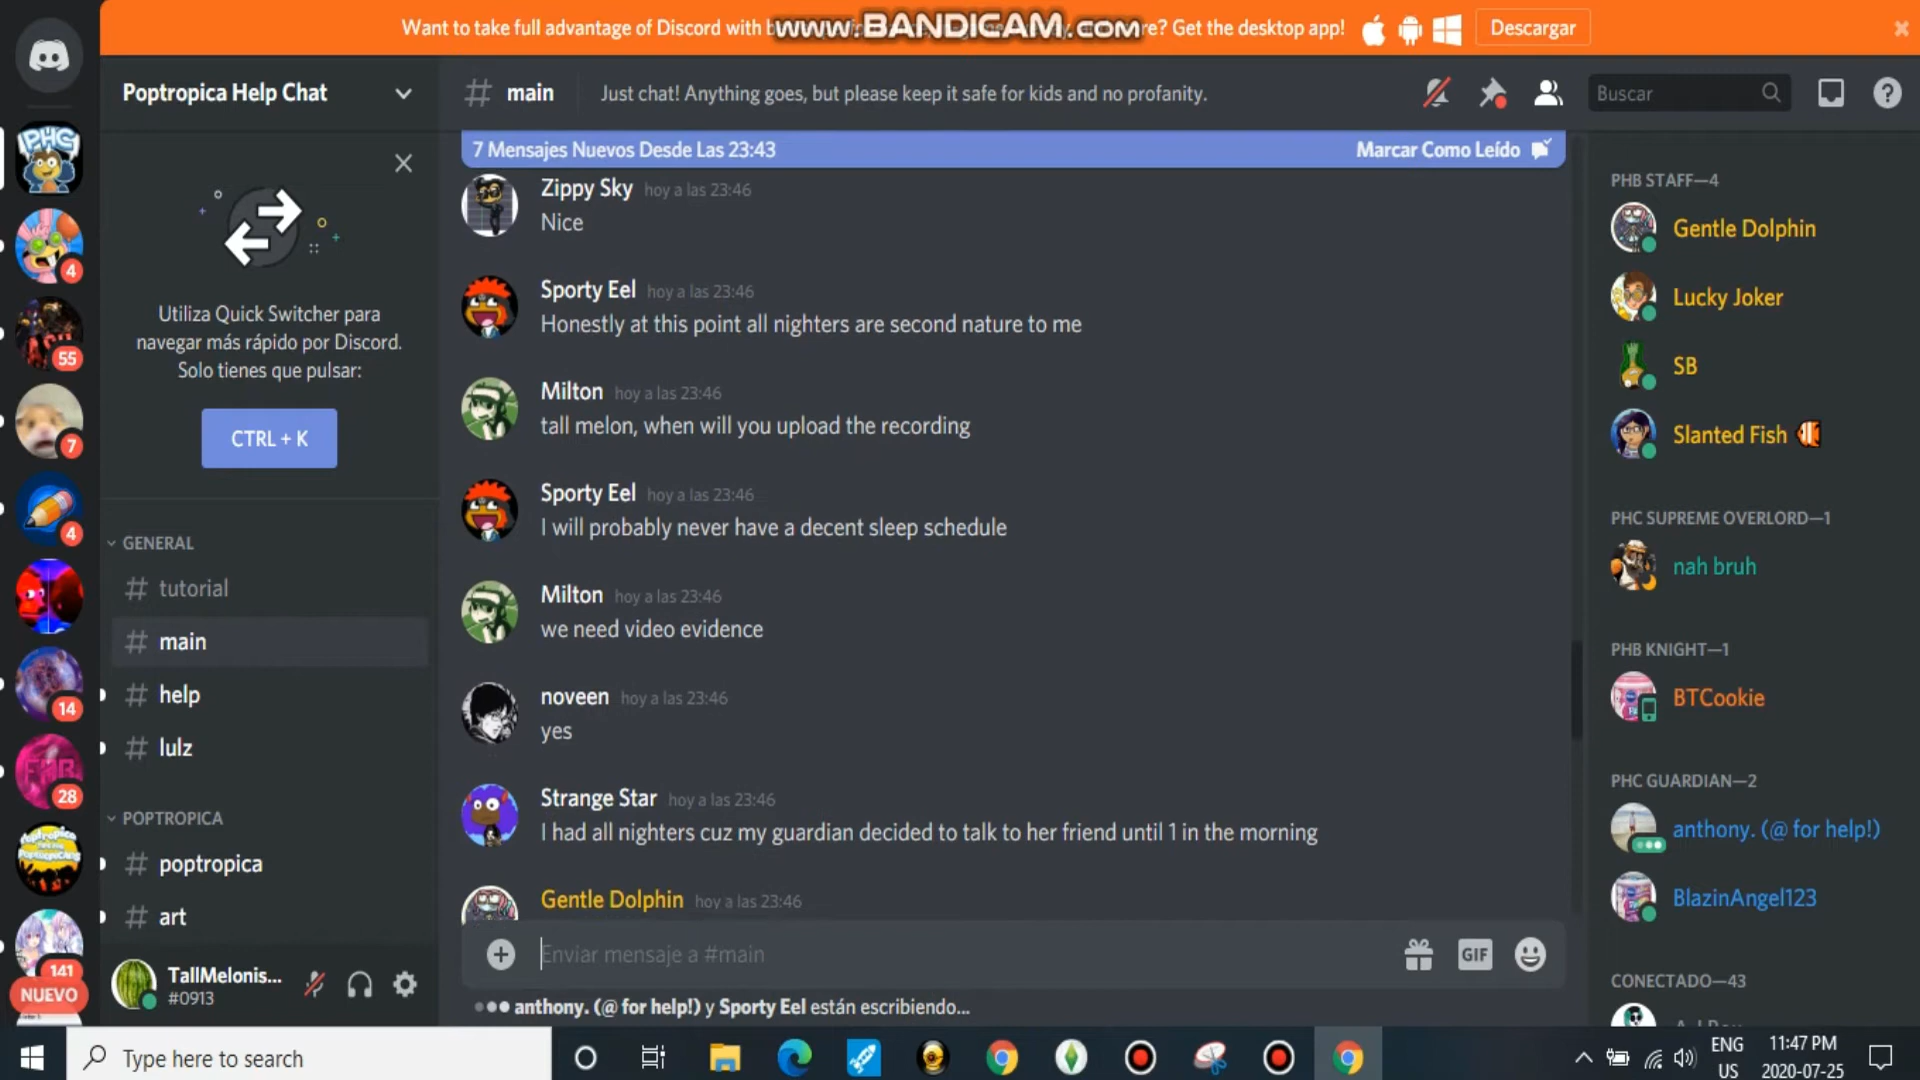 Want to take full advantage of Discord with b
www.BANDICAM.com
re? Get the desktop app!
Descargar
Poptropica Help Chat
main
Just chat! Anything goes, but please keep it safe for kids and no profanity.
Buscar
7 Mensajes Nuevos Desde Las 23:43
Marcar Como Leído
Utiliza Quick Switcher para
navegar más rápido por Discord.
Solo tienes que pulsar:
CTRL + K
GENERAL
# tutorial
# main
# help
# lulz
POPTROPICA
# poptropica
# art
TallMelonis...
#0913
4
55
7
4
14
28
141
NUEVO
Zippy Sky hoy a las 23:46
Nice
Sporty Eel hoy a las 23:46
Honestly at this point all nighters are second nature to me
Milton hoy a las 23:46
tall melon, when will you upload the recording
Sporty Eel hoy a las 23:46
I will probably never have a decent sleep schedule
Milton hoy a las 23:46
we need video evidence
noveen hoy a las 23:46
yes
Strange Star hoy a las 23:46
I had all nighters cuz my guardian decided to talk to her friend until 1 in the morning
Gentle Dolphin hoy a las 23:46
Enviar mensaje a #main
GIF
anthony. (@ for help!) y Sporty Eel están escribiendo...
PHB STAFF—4
Gentle Dolphin
Lucky Joker
SB
Slanted Fish
PHC SUPREME OVERLORD—1
nah bruh
PHB KNIGHT—1
BTCookie
PHC GUARDIAN—2
anthony. (@ for help!)
BlazinAngel123
CONECTADO—43
Type here to search
ENG
US
11:47 PM
2020-07-25